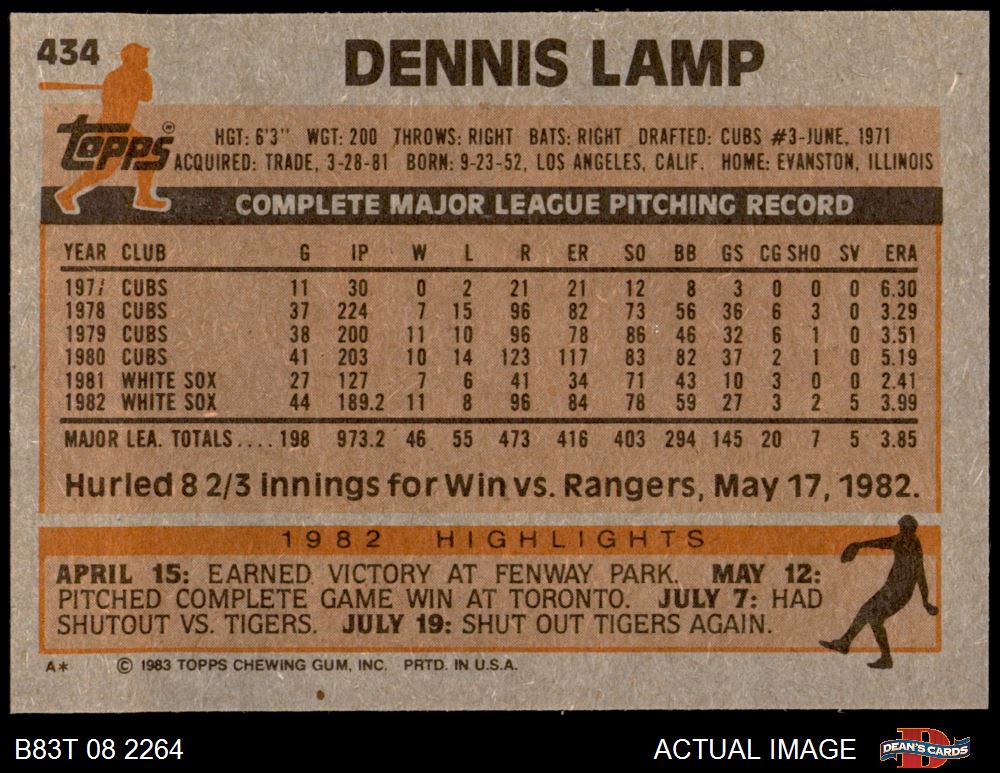 434
DENNIS LAMP
Topps®
HGT: 6'3" WGT: 200 THROWS: RIGHT BATS: RIGHT DRAFTED: CUBS #3-JUNE, 1971
ACQUIRED: TRADE, 3-28-81 BORN: 9-23-52, LOS ANGELES, CALIF. HOME: EVANSTON, ILLINOIS
COMPLETE MAJOR LEAGUE PITCHING RECORD
YEAR CLUB G IP W L R ER SO BB GS CG SHO SV ERA
1977 CUBS 11 30 0 2 21 21 12 8 3 0 0 0 6.30
1978 CUBS 37 224 7 15 96 82 73 56 36 6 3 0 3.29
1979 CUBS 38 200 11 10 96 78 86 46 32 6 1 0 3.51
1980 CUBS 41 203 10 14 123 117 83 82 37 2 1 0 5.19
1981 WHITE SOX 27 127 7 6 41 34 71 43 10 3 0 0 2.41
1982 WHITE SOX 44 189.2 11 8 96 84 78 59 27 3 2 5 3.99
MAJOR LEA. TOTALS.... 198 973.2 46 55 473 416 403 294 145 20 7 5 3.85
Hurled 8 2/3 innings for Win vs. Rangers, May 17, 1982.
1982 HIGHLIGHTS
APRIL 15: EARNED VICTORY AT FENWAY PARK. MAY 12:
PITCHED COMPLETE GAME WIN AT TORONTO. JULY 7: HAD
SHUTOUT VS. TIGERS. JULY 19: SHUT OUT TIGERS AGAIN.
A* © 1983 TOPPS CHEWING GUM, INC. PRTD. IN U.S.A.
B83T 08 2264 ACTUAL IMAGE DEAN'S CARDS